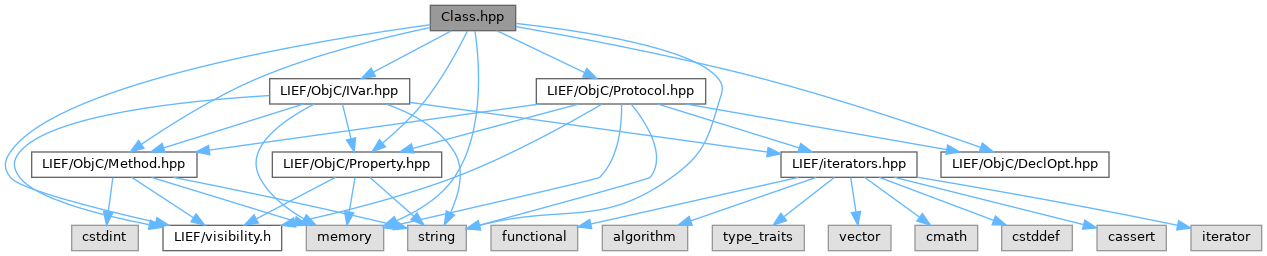 Class.hpp
LIEF/ObjC/IVar.hpp
LIEF/ObjC/Protocol.hpp
LIEF/ObjC/Method.hpp
LIEF/ObjC/Property.hpp
LIEF/iterators.hpp
LIEF/ObjC/DeclOpt.hpp
cstdint
LIEF/visibility.h
memory
string
functional
algorithm
type_traits
vector
cmath
cstddef
cassert
iterator